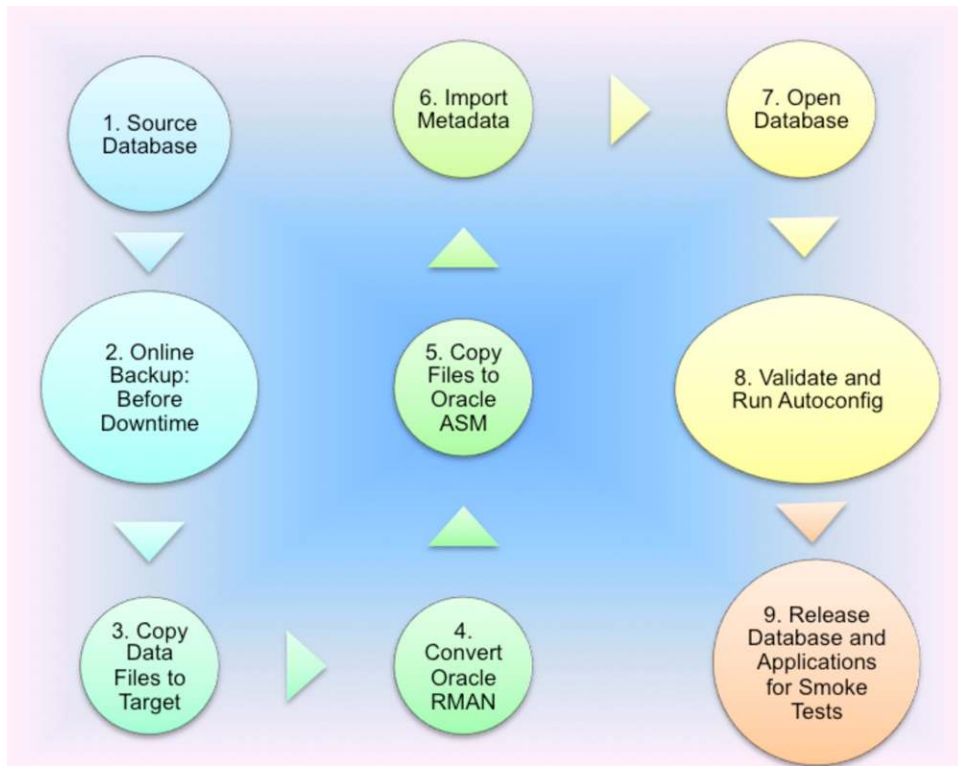 1. Source
Database
2. Online
Backup:
Before
Downtime
3. Copy
Data
Files to
Target
4.
Convert
Oracle
RMAN
5. Copy
Files to
Oracle
ASM
6. Import
Metadata
7. Open
Database
8. Validate and
Run Autoconfig
9. Release
Database and
Applications
for Smoke
Tests